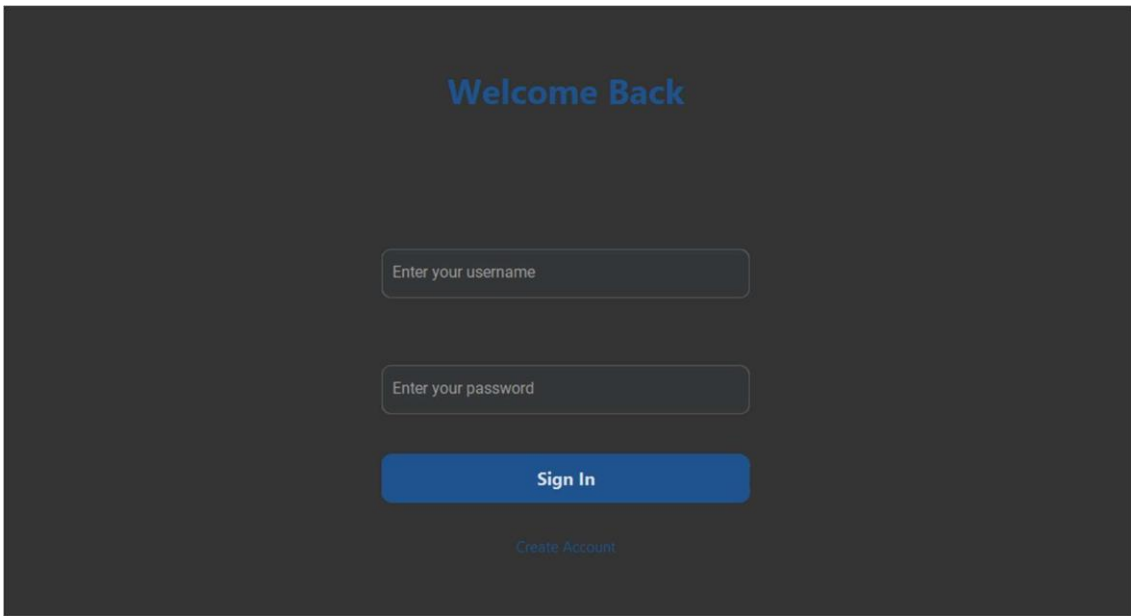 Welcome Back
Enter your username
Enter your password
Sign In
Create Account